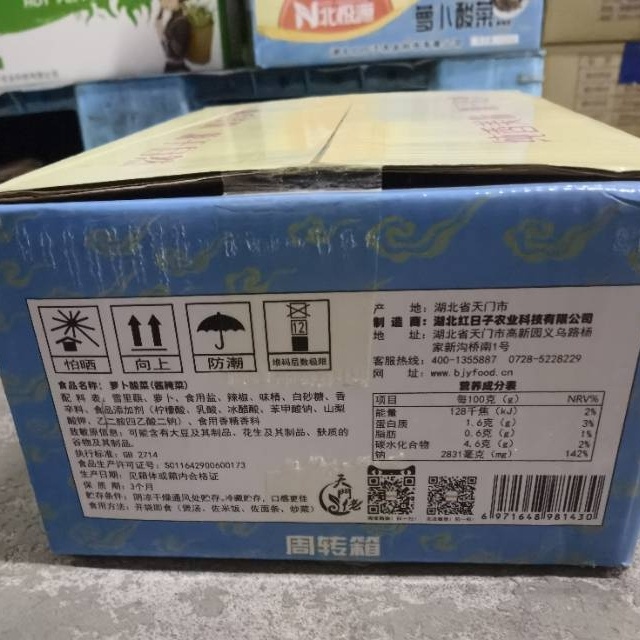 北极海
怕晒
向上
防潮
12
堆码层数极限
产 地：湖北省天门市
制 造 商：湖北红日子农业科技有限公司
地 址：湖北省天门市高新园义乌路杨
家新沟桥南1号
客服热线：400-1355887 0728-5228229
网 址：www.bjyfood.cn
食品名称：萝卜酸菜（酱腌菜）
配 料 表：雪里蕻、萝卜、食用盐、辣椒、味精、白砂糖、香
辛料、食品添加剂（柠檬酸、乳酸、冰醋酸、苯甲酸钠、山梨
酸钾、乙二胺四乙酸二钠）、食用香精香料
致敏源信息：可能含有大豆及其制品、花生及其制品、麸质的
谷物及其制品。
执行标准：GB 2714
食品生产许可证号：SC11642900600173
生产日期：见箱体或箱内合格证
保 质 期：3个月
贮存条件：阴凉干燥通风处贮存，冷藏贮存，口感更佳
食用方法：开袋即食（煲汤、佐米饭、佐面条、炒菜）
营养成分表
项目 每100克(g) NRV%
能量 128千焦(kJ) 2%
蛋白质 1.6克(g) 3%
脂肪 0.6克(g) 1%
碳水化合物 4.6克(g) 2%
钠 2831毫克(mg) 142%
天门
6 971648 981430
周转箱